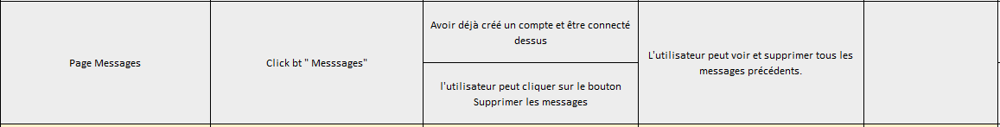 Page Messages
Click bt " Messsages"
Avoir déjà créé un compte et être connecté
dessus
l'utilisateur peut cliquer sur le bouton
Supprimer les messages
L'utilisateur peut voir et supprimer tous les
messages précédents.